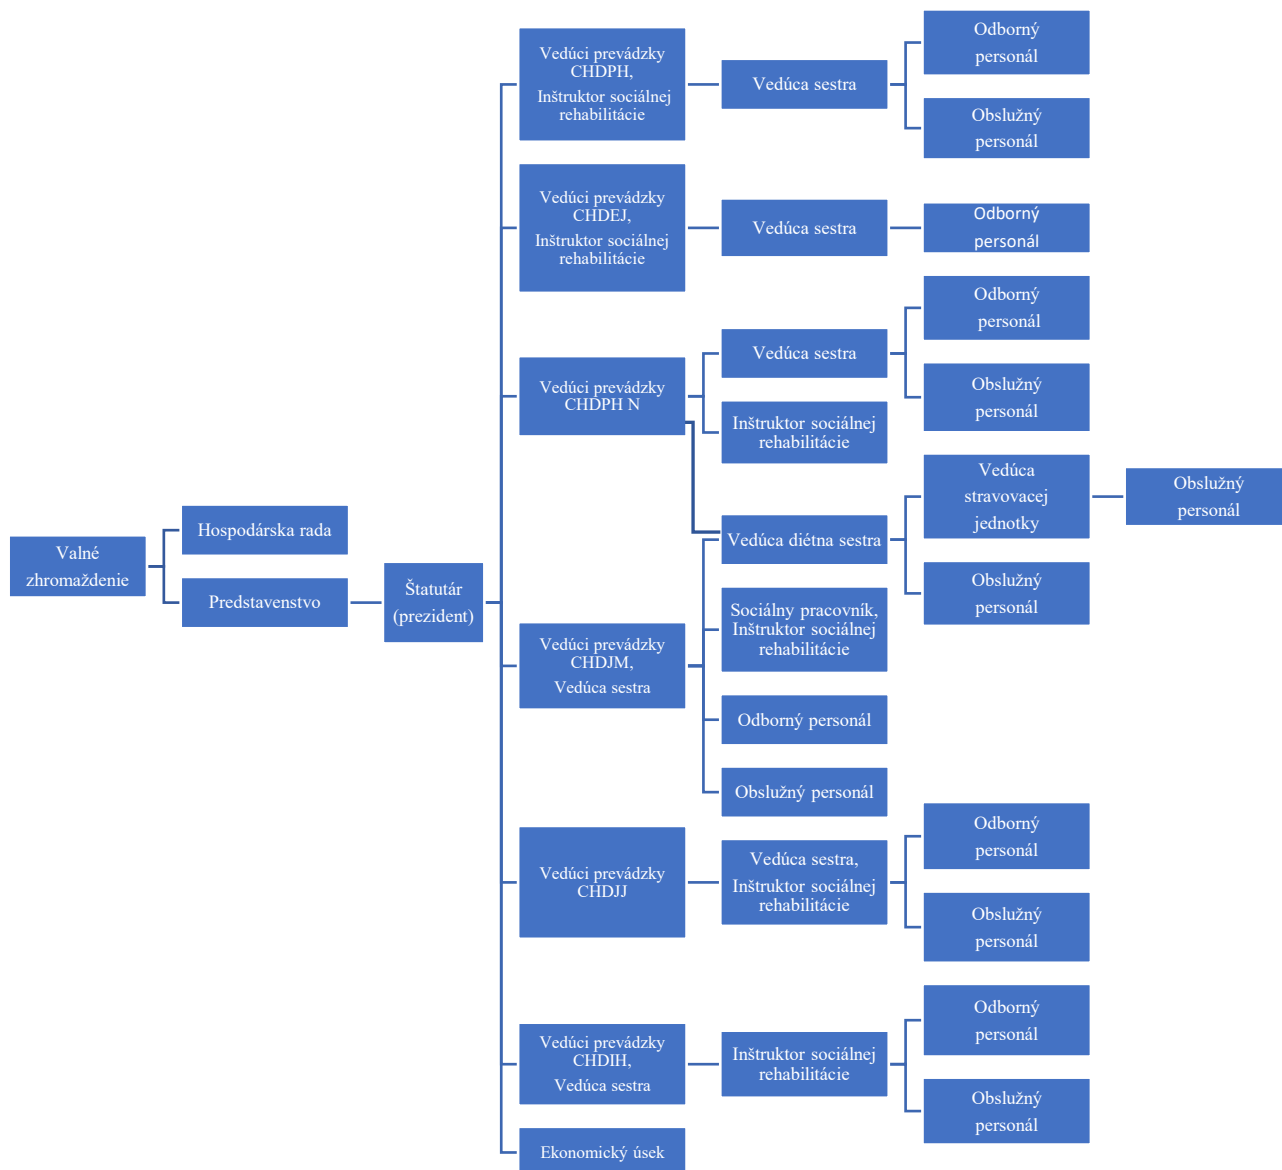 Valné
zhromaždenie
Hospodárska rada
Predstavenstvo
Štatutár
(prezident)
Vedúci prevádzky
CHDPH,
Inštruktor sociálnej
rehabilitácie
Vedúca sestra
Odborný
personál
Obslužný
personál
Vedúci prevádzky
CHDEJ,
Inštruktor sociálnej
rehabilitácie
Vedúca sestra
Odborný
personál
Vedúci prevádzky
CHDPH N
Vedúca sestra
Odborný
personál
Obslužný
personál
Inštruktor sociálnej
rehabilitácie
Vedúca diétna sestra
Vedúca
stravovacej
jednotky
Obslužný
personál
Obslužný
personál
Vedúci prevádzky
CHDJM,
Vedúca sestra
Sociálny pracovník,
Inštruktor sociálnej
rehabilitácie
Odborný personál
Obslužný personál
Vedúci prevádzky
CHDJJ
Vedúca sestra,
Inštruktor sociálnej
rehabilitácie
Odborný
personál
Obslužný
personál
Vedúci prevádzky
CHDIH,
Vedúca sestra
Inštruktor sociálnej
rehabilitácie
Odborný
personál
Obslužný
personál
Ekonomický úsek